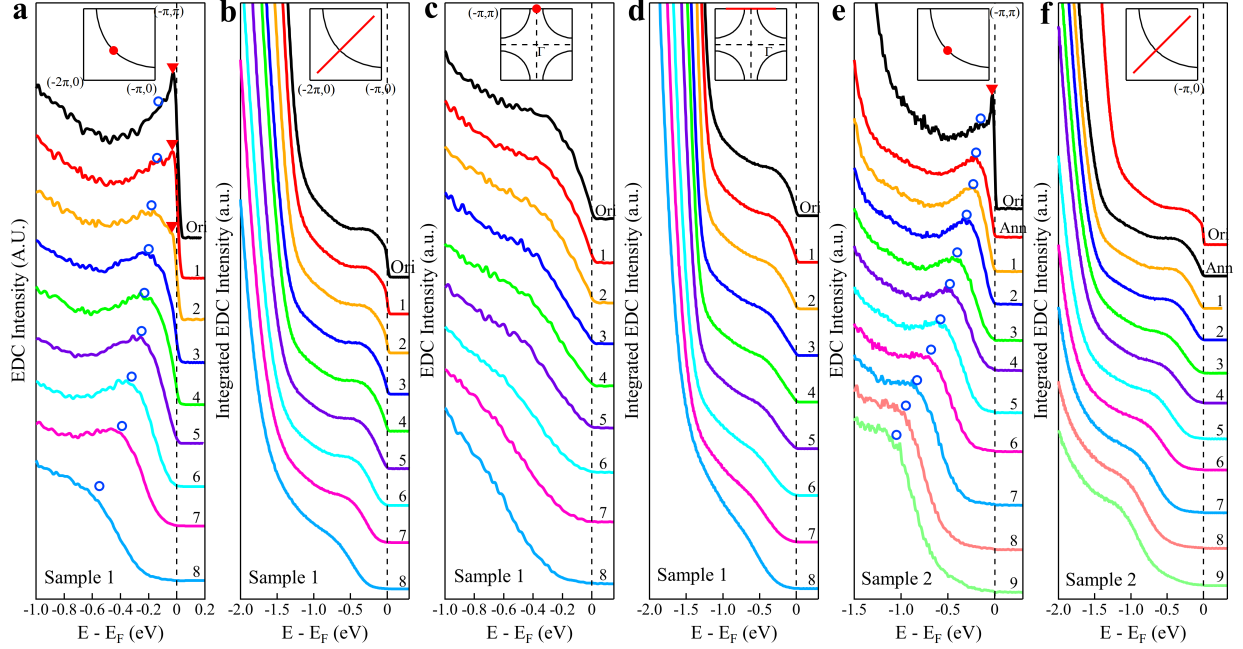 a
EDC Intensity (A.U.)
(-π,π)
(-2π,0)
(-π,0)
Ori
1
2
3
4
5
6
7
8
Sample 1
-1.0 -0.8 -0.6 -0.4 -0.2 0 0.2
E - EF (eV)
b
Integrated EDC Intensity (a.u.)
(-2π,0)
(-π,0)
Ori
1
2
3
4
5
6
7
8
Sample 1
-2.0 -1.5 -1.0 -0.5 0
E - EF (eV)
c
EDC Intensity (a.u.)
(-π,π)
Γ
Ori
1
2
3
4
5
6
7
8
Sample 1
-1.0 -0.8 -0.6 -0.4 -0.2 0
E - EF (eV)
d
Integrated EDC Intensity (a.u.)
Γ
Ori
1
2
3
4
5
6
7
8
Sample 1
-2.0 -1.5 -1.0 -0.5 0
E - EF (eV)
e
EDC Intensity (a.u.)
(-π,π)
Ori
Ann
1
2
3
4
5
6
7
8
9
Sample 2
-1.5 -1.0 -0.5 0
E - EF (eV)
f
Integrated EDC Intensity (a.u.)
(-π,0)
Ori
Ann
1
2
3
4
5
6
7
8
9
Sample 2
-2.0 -1.5 -1.0 -0.5 0
E - EF (eV)